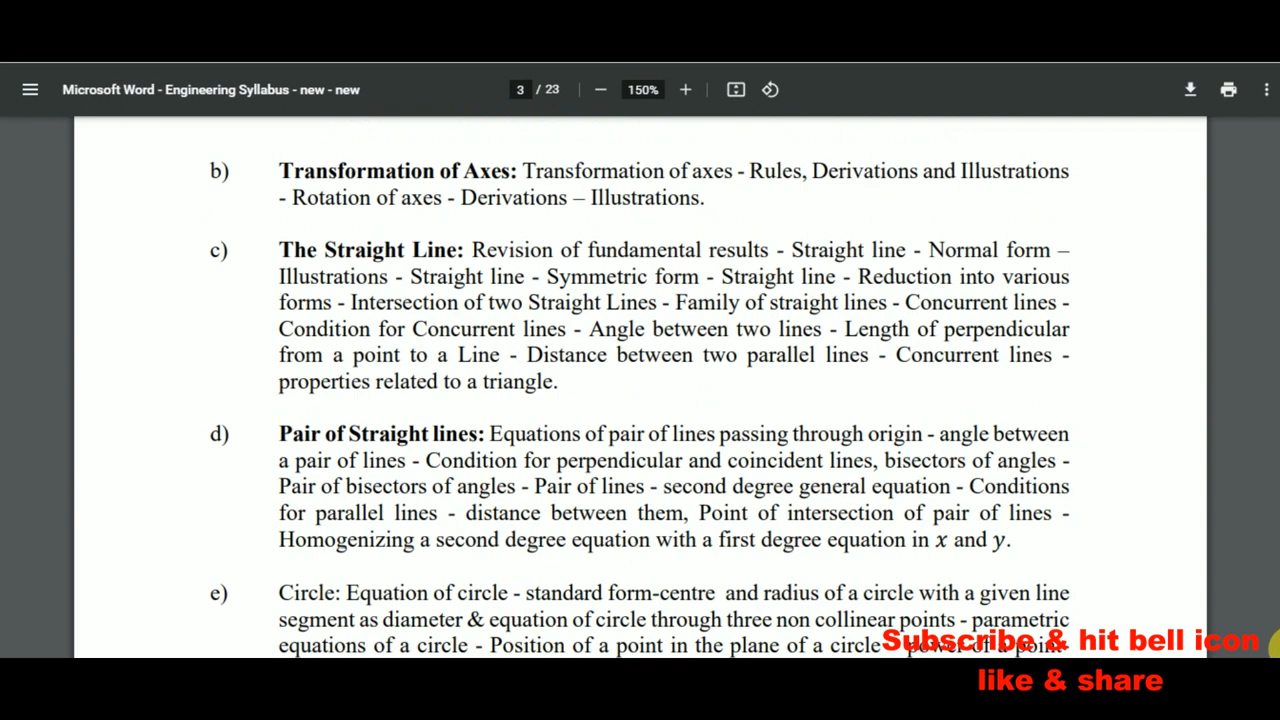 Microsoft Word - Engineering Syllabus - new - new
3 / 23
150%
b) Transformation of Axes: Transformation of axes - Rules, Derivations and Illustrations
- Rotation of axes - Derivations – Illustrations.
c) The Straight Line: Revision of fundamental results - Straight line - Normal form –
Illustrations - Straight line - Symmetric form - Straight line - Reduction into various
forms - Intersection of two Straight Lines - Family of straight lines - Concurrent lines -
Condition for Concurrent lines - Angle between two lines - Length of perpendicular
from a point to a Line - Distance between two parallel lines - Concurrent lines -
properties related to a triangle.
d) Pair of Straight lines: Equations of pair of lines passing through origin - angle between
a pair of lines - Condition for perpendicular and coincident lines, bisectors of angles -
Pair of bisectors of angles - Pair of lines - second degree general equation - Conditions
for parallel lines - distance between them, Point of intersection of pair of lines -
Homogenizing a second degree equation with a first degree equation in x and y.
e) Circle: Equation of circle - standard form-centre and radius of a circle with a given line
segment as diameter & equation of circle through three non collinear points - parametric
equations of a circle - Position of a point in the plane of a circle - power of a point-
Subscribe & hit bell icon
like & share